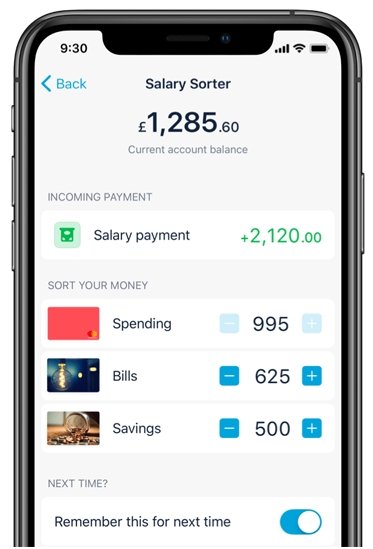 9:30
Back Salary Sorter
£1,285.60
Current account balance
INCOMING PAYMENT
Salary payment +2,120.00
SORT YOUR MONEY
Spending − 995 +
Bills − 625 +
Savings − 500 +
NEXT TIME?
Remember this for next time